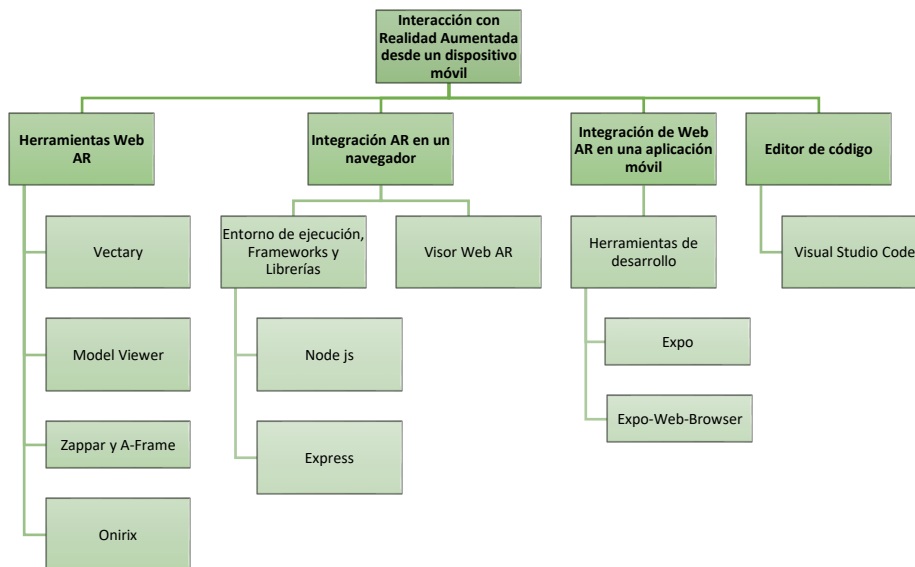 Interacción con
Realidad Aumentada
desde un dispositivo
móvil
Herramientas Web
AR
Integración AR en un
navegador
Integración de Web
AR en una aplicación
móvil
Editor de código
Vectary
Entorno de ejecución,
Frameworks y
Librerías
Visor Web AR
Herramientas de
desarrollo
Visual Studio Code
Model Viewer
Node js
Expo
Zappar y A-Frame
Express
Expo-Web-Browser
Onirix